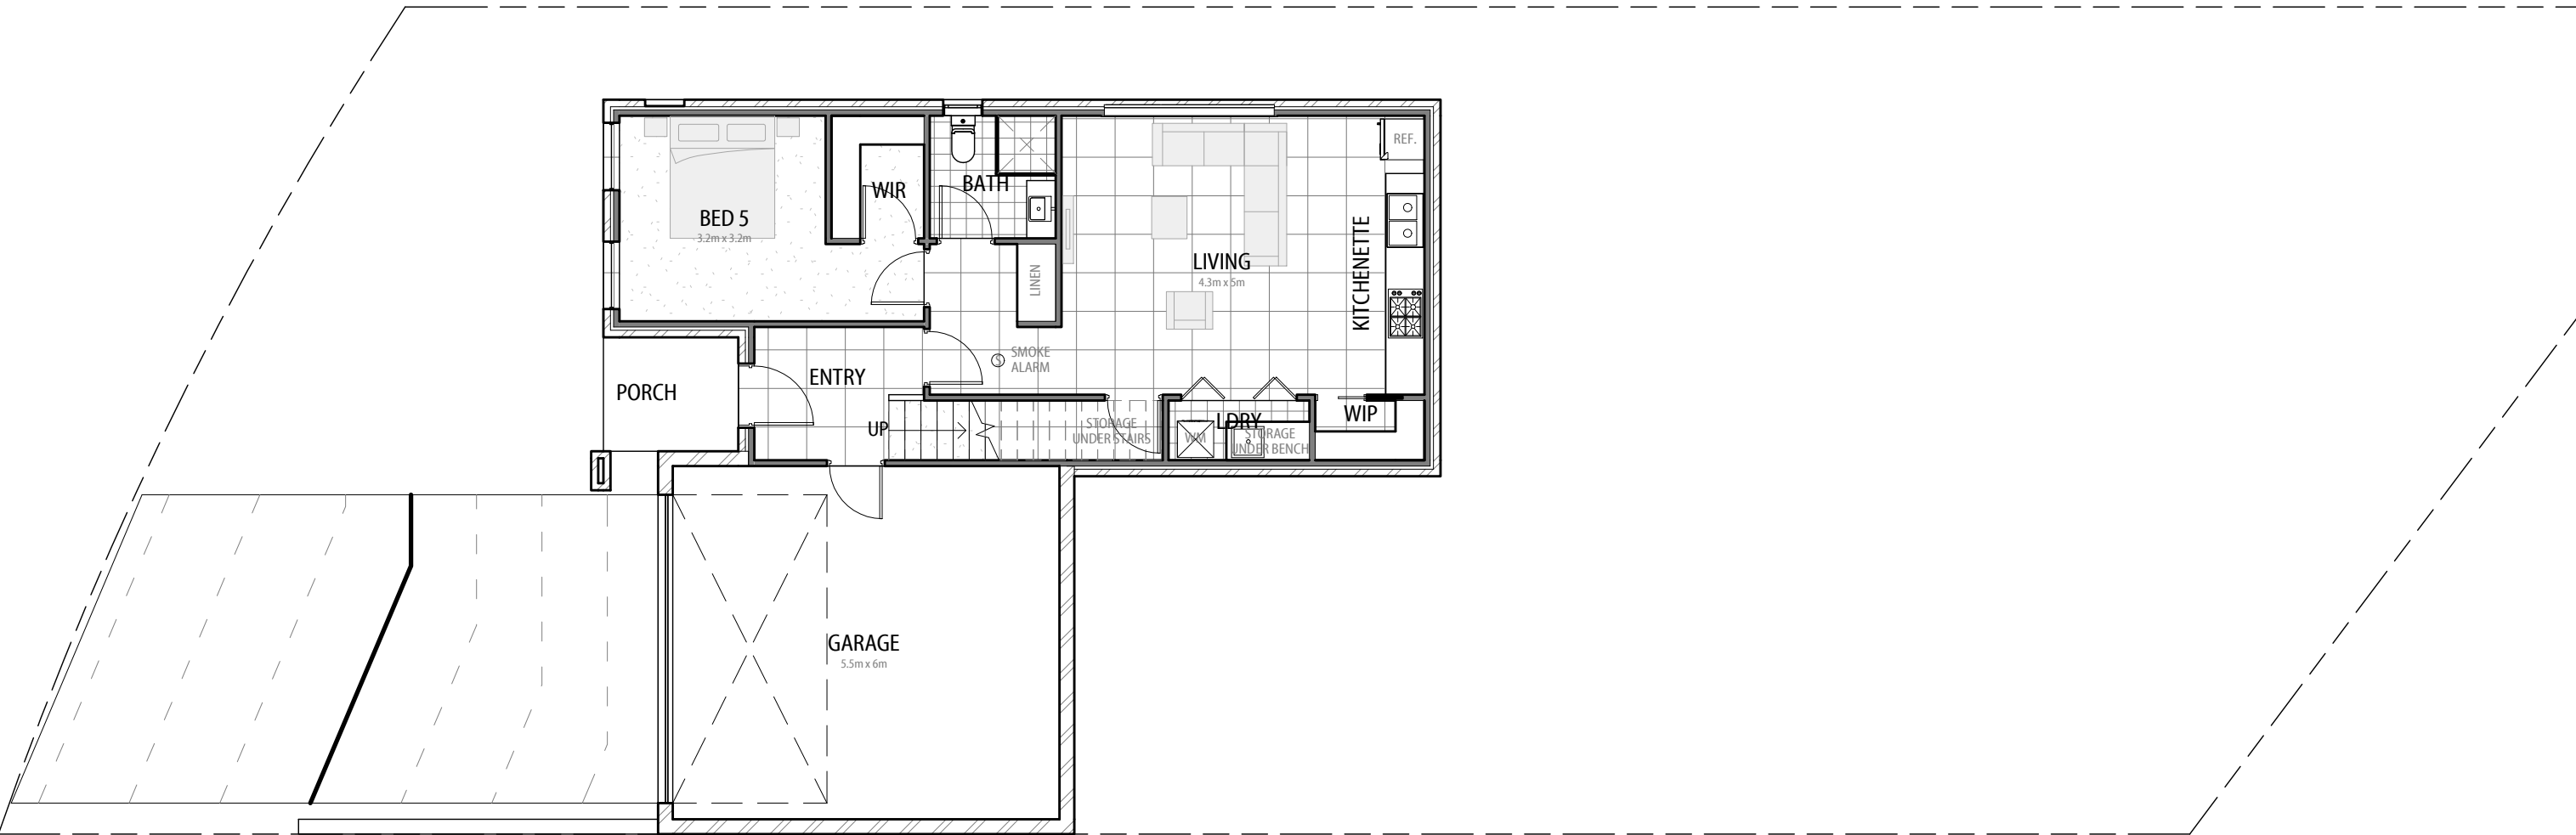 REF.
WIR
BATH
BED 5
3.2m x 3.2m
LIVING
4.3m x 5m
KITCHENETTE
LINEN
SMOKE
ALARM
S
ENTRY
PORCH
UP
STORAGE
UNDER STAIRS
WM
LDRY
STORAGE
UNDER BENCH
WIP
GARAGE
5.5m x 6m